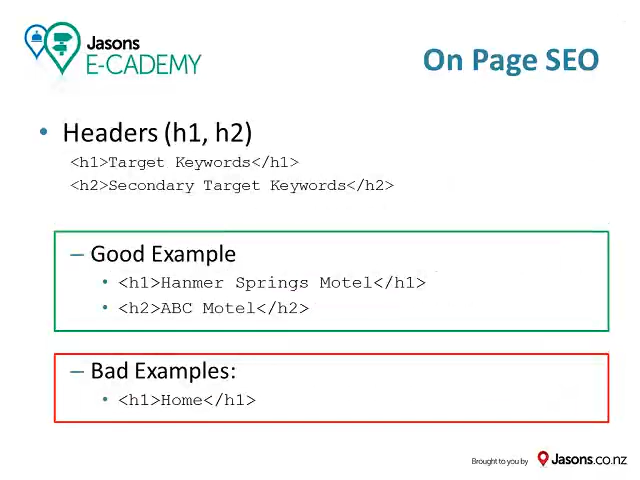 Jasons
E-CADEMY
On Page SEO
• Headers (h1, h2)
<h1>Target Keywords</h1>
<h2>Secondary Target Keywords</h2>
– Good Example
• <h1>Hanmer Springs Motel</h1>
• <h2>ABC Motel</h2>
– Bad Examples:
• <h1>Home</h1>
Brought to you by Jasons.co.nz